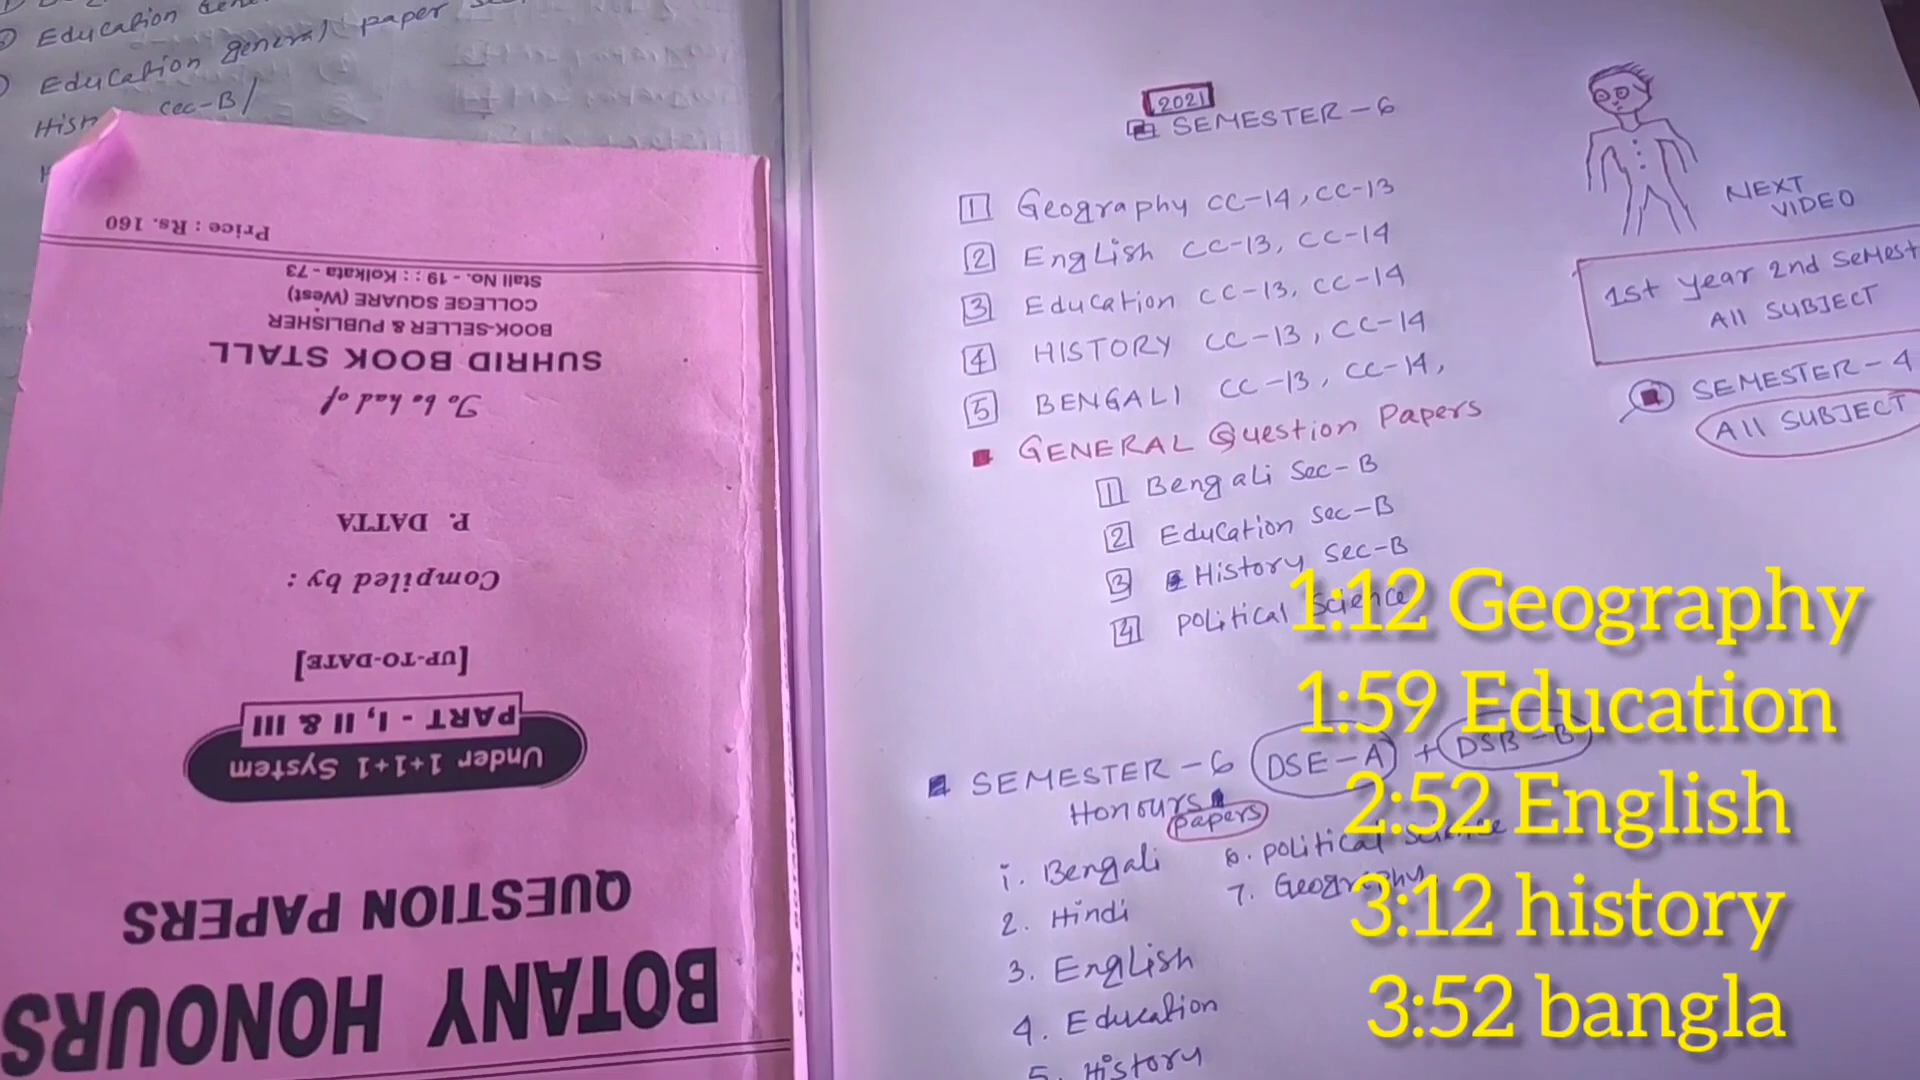 Education
Education general paper
sec-B/
BOTANY HONOURS
QUESTION PAPERS
Under 1+1+1 System
PART - I, II & III
[UP-TO-DATE]
Compiled by :
P. DATTA
To be had of
SUHRID BOOK STALL
BOOK-SELLER & PUBLISHER
COLLEGE SQUARE (West)
Stall No. - 19 : : Kolkata - 73
Price : Rs. 160
2021
SEMESTER - 6
1 Geography CC-14, CC-13
2 English CC-13, CC-14
3 Education CC-13, CC-14
4 HISTORY CC-13, CC-14
5 BENGALI CC-13, CC-14,
GENERAL Question Papers
1 Bengali Sec-B
2 Education Sec-B
3 History Sec-B
4 Political Science
SEMESTER - 6 DSE-A + DSB-B
Honours
papers
i. Bengali
2. Hindi
3. English
4. Education
5. History
6. political science
7. Geography
NEXT
VIDEO
1st year 2nd SeMest
All SUBJECT
SEMESTER - 4
All SUBJECT
1:12 Geography
1:59 Education
2:52 English
3:12 history
3:52 bangla